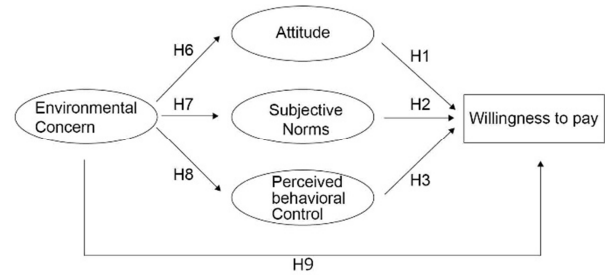 Attitude
H6
H1
Environmental
Concern
H7
Subjective
Norms
H2
Willingness to pay
H8
Perceived
behavioral
Control
H3
H9